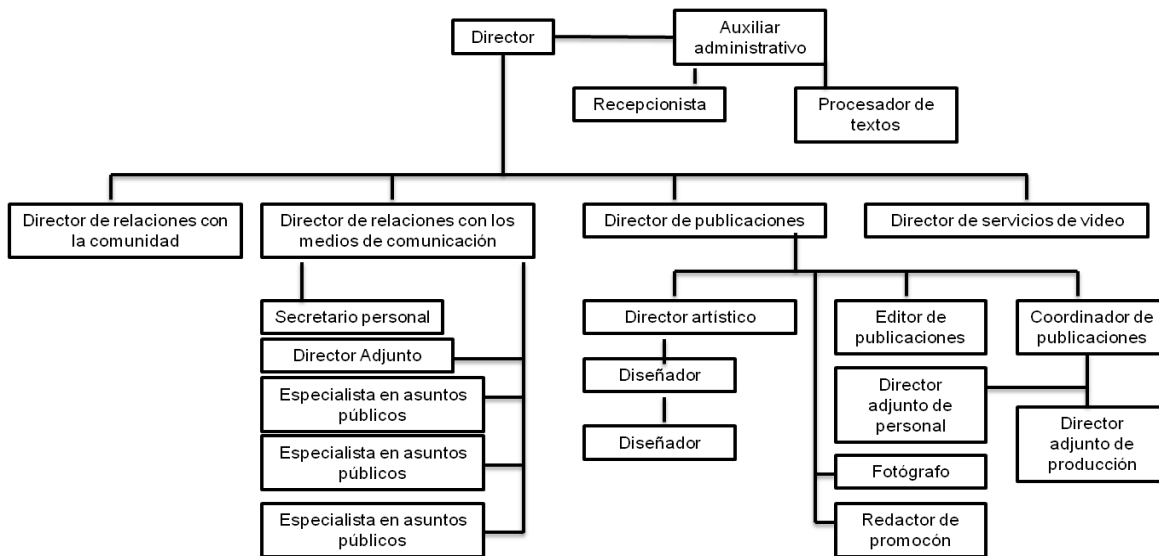 Director
Auxiliar
administrativo
Recepcionista
Procesador de
textos
Director de relaciones con
la comunidad
Director de relaciones con los
medios de comunicación
Director de publicaciones
Director de servicios de video
Secretario personal
Director Adjunto
Especialista en asuntos
públicos
Especialista en asuntos
públicos
Especialista en asuntos
públicos
Director artístico
Diseñador
Diseñador
Editor de
publicaciones
Coordinador de
publicaciones
Director
adjunto de
personal
Director
adjunto de
producción
Fotógrafo
Redactor de
promocón